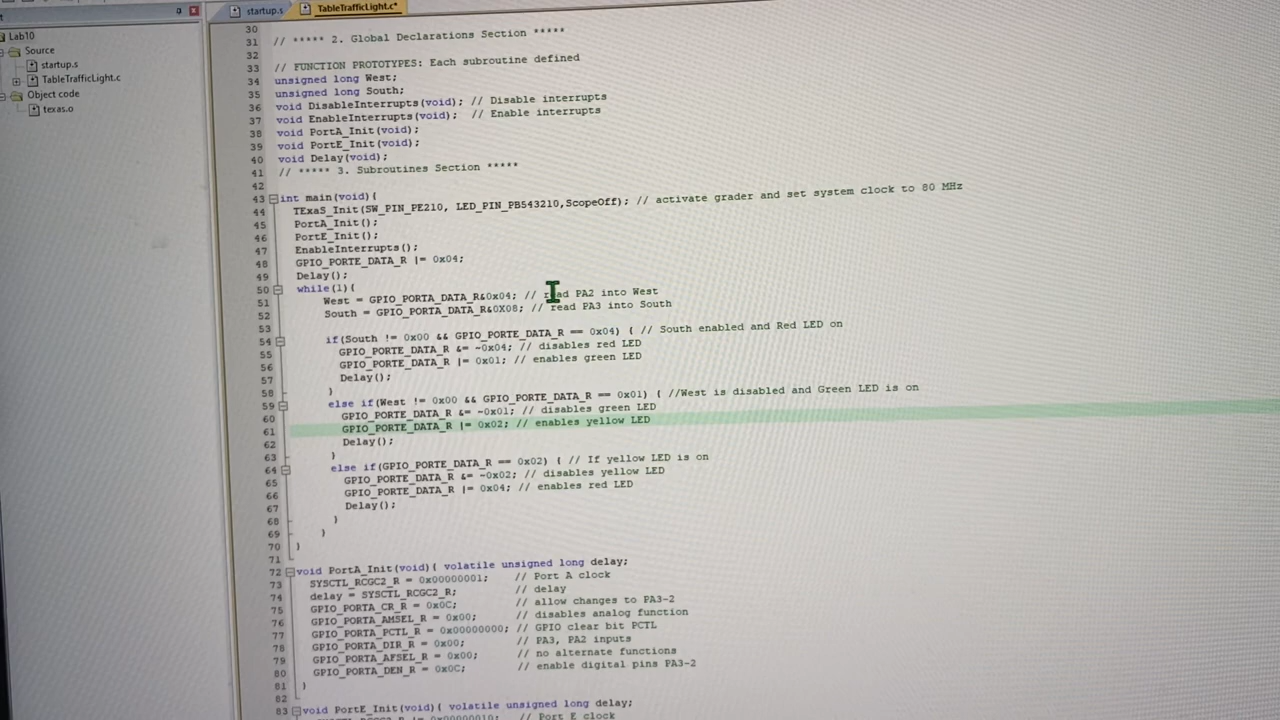 startup.s
TableTrafficLight.c*
Lab10
Source
startup.s
TableTrafficLight.c
Object code
texas.o
30
31 // ***** 2. Global Declarations Section *****
32
33 // FUNCTION PROTOTYPES: Each subroutine defined
34 unsigned long West;
35 unsigned long South;
36 void DisableInterrupts(void); // Disable interrupts
37 void EnableInterrupts(void);  // Enable interrupts
38 void PortA_Init(void);
39 void PortE_Init(void);
40 void Delay(void);
41 // ***** 3. Subroutines Section *****
42
43 int main(void){
44 TExaS_Init(SW_PIN_PE210, LED_PIN_PB543210,ScopeOff); // activate grader and set system clock to 80 MHz
45 PortA_Init();
46 PortE_Init();
47 EnableInterrupts();
48 GPIO_PORTE_DATA_R |= 0x04;
49 Delay();
50 while(1){
51 West = GPIO_PORTA_DATA_R&0x04; // read PA2 into West
52 South = GPIO_PORTA_DATA_R&0X08; // read PA3 into South
53
54 if(South != 0x00 && GPIO_PORTE_DATA_R == 0x04) { // South enabled and Red LED on
55 GPIO_PORTE_DATA_R &= ~0x04; // disables red LED
56 GPIO_PORTE_DATA_R |= 0x01; // enables green LED
57 Delay();
58 }
59 else if(West != 0x00 && GPIO_PORTE_DATA_R == 0x01) { //West is disabled and Green LED is on
60 GPIO_PORTE_DATA_R &= ~0x01; // disables green LED
61 GPIO_PORTE_DATA_R |= 0x02; // enables yellow LED
62 Delay();
63 }
64 else if(GPIO_PORTE_DATA_R == 0x02) { // If yellow LED is on
65 GPIO_PORTE_DATA_R &= ~0x02; // disables yellow LED
66 GPIO_PORTE_DATA_R |= 0x04; // enables red LED
67 Delay();
68 }
69 }
70 }
71
72 void PortA_Init(void){ volatile unsigned long delay;
73 SYSCTL_RCGC2_R = 0x00000001; // Port A clock
74 delay = SYSCTL_RCGC2_R; // delay
75 GPIO_PORTA_CR_R = 0x0C; // allow changes to PA3-2
76 GPIO_PORTA_AMSEL_R = 0x00; // disables analog function
77 GPIO_PORTA_PCTL_R = 0x00000000; // GPIO clear bit PCTL
78 GPIO_PORTA_DIR_R = 0x00; // PA3, PA2 inputs
79 GPIO_PORTA_AFSEL_R = 0x00; // no alternate functions
80 GPIO_PORTA_DEN_R = 0x0C; // enable digital pins PA3-2
81 }
82
83 void PortE_Init(void){ volatile unsigned long delay;
// Port E clock